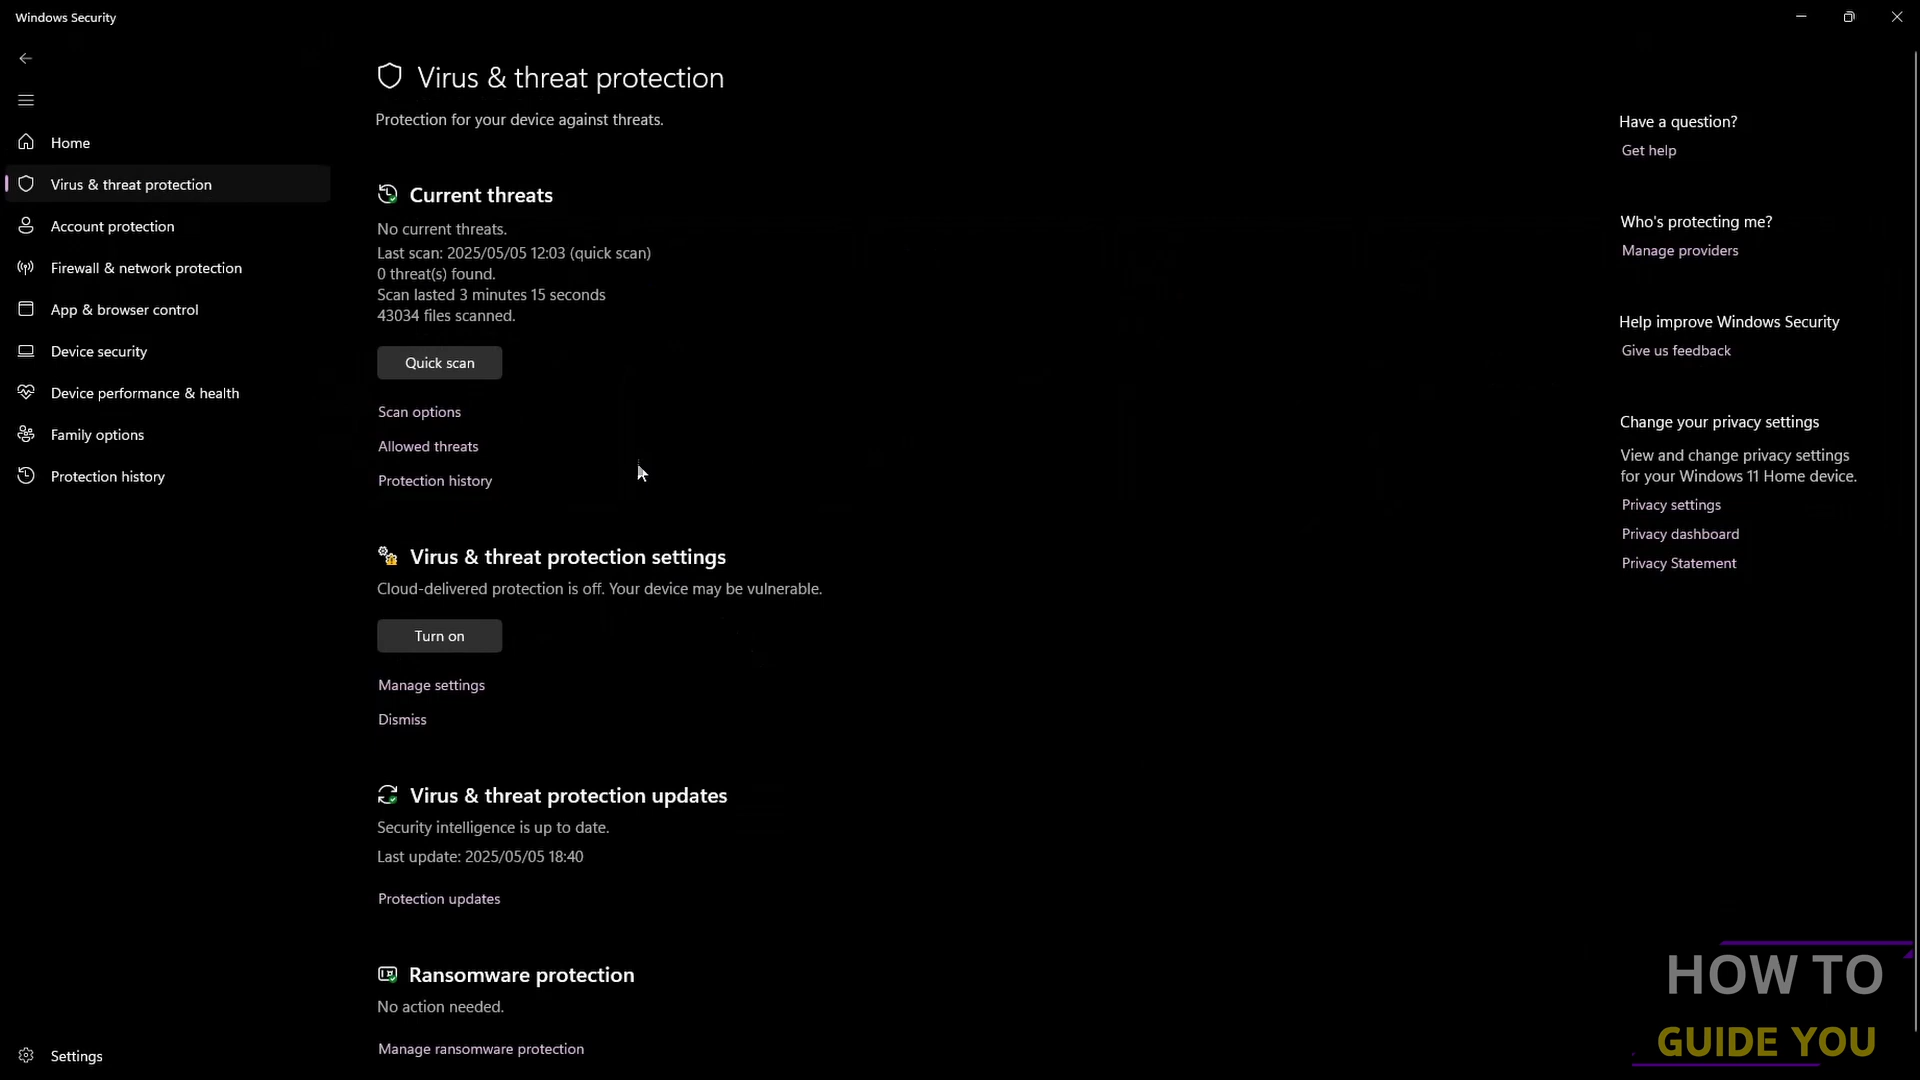 Windows Security
Home
Virus & threat protection
Account protection
Firewall & network protection
App & browser control
Device security
Device performance & health
Family options
Protection history
Settings
Virus & threat protection
Protection for your device against threats.
Current threats
No current threats.
Last scan: 2025/05/05 12:03 (quick scan)
0 threat(s) found.
Scan lasted 3 minutes 15 seconds
43034 files scanned.
Quick scan
Scan options
Allowed threats
Protection history
Virus & threat protection settings
Cloud-delivered protection is off. Your device may be vulnerable.
Turn on
Manage settings
Dismiss
Virus & threat protection updates
Security intelligence is up to date.
Last update: 2025/05/05 18:40
Protection updates
Ransomware protection
No action needed.
Manage ransomware protection
Have a question?
Get help
Who's protecting me?
Manage providers
Help improve Windows Security
Give us feedback
Change your privacy settings
View and change privacy settings
for your Windows 11 Home device.
Privacy settings
Privacy dashboard
Privacy Statement
HOW TO
GUIDE YOU